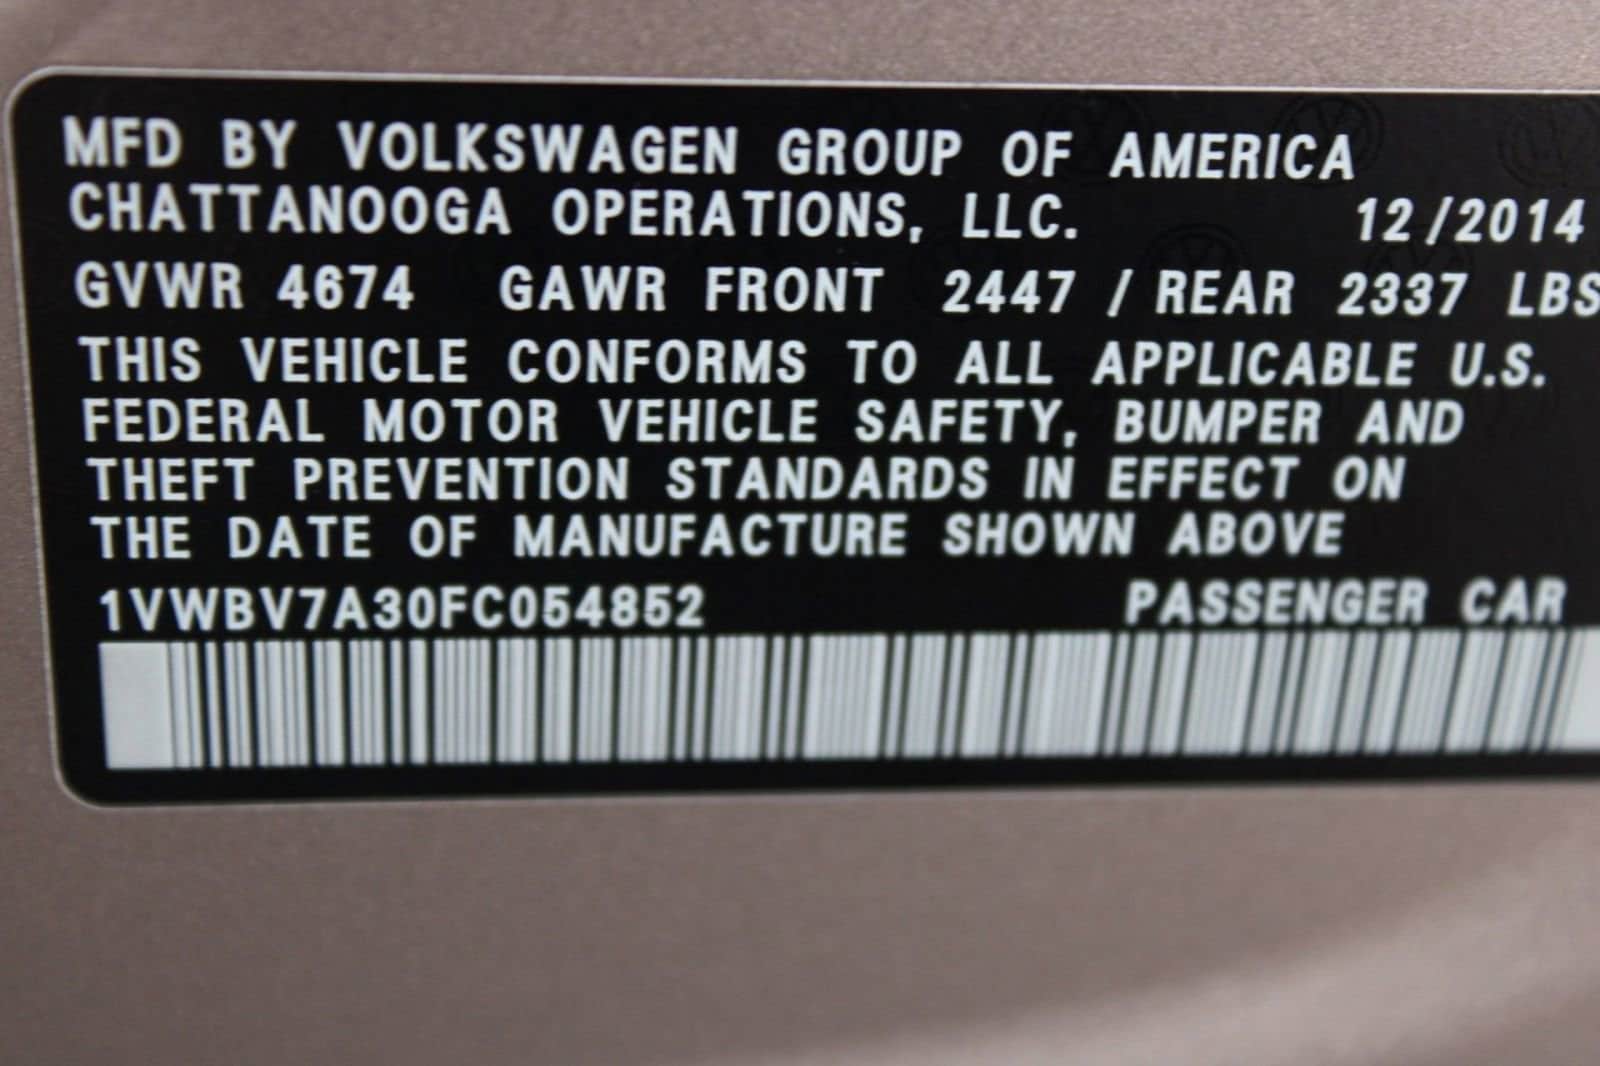 MFD BY VOLKSWAGEN GROUP OF AMERICA
CHATTANOOGA OPERATIONS, LLC. 12/2014
GVWR 4674 GAWR FRONT 2447 / REAR 2337 LBS
THIS VEHICLE CONFORMS TO ALL APPLICABLE U.S.
FEDERAL MOTOR VEHICLE SAFETY, BUMPER AND
THEFT PREVENTION STANDARDS IN EFFECT ON
THE DATE OF MANUFACTURE SHOWN ABOVE
1VWBV7A30FC054852 PASSENGER CAR